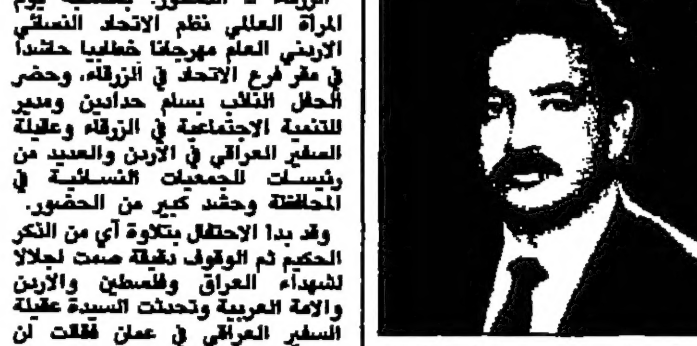 الزرقاء ـ الدستور: بمناسبة يوم
المرأة العالمي نظم الاتحاد النسائي
الاردني العام مهرجانا خطابيا حاشدا
في مقر فرع الاتحاد في الزرقاء، وحضر
الحفل النائب بسام حدادين ومدير
التنمية الاجتماعية في الزرقاء وعقيلة
السفير العراقي في الاردن والعديد من
رئيسات الجمعيات النسائية في
المحافظة وحشد كبير من الحضور.
وقد بدا الاحتفال بتلاوة آي من الذكر
الحكيم ثم الوقوف دقيقة صمت اجلالا
لشهداء العراق وفلسطين والاردن
والامة العربية وتحدثت السيدة عقيلة
السفير العراقي في عمان فقالت ان